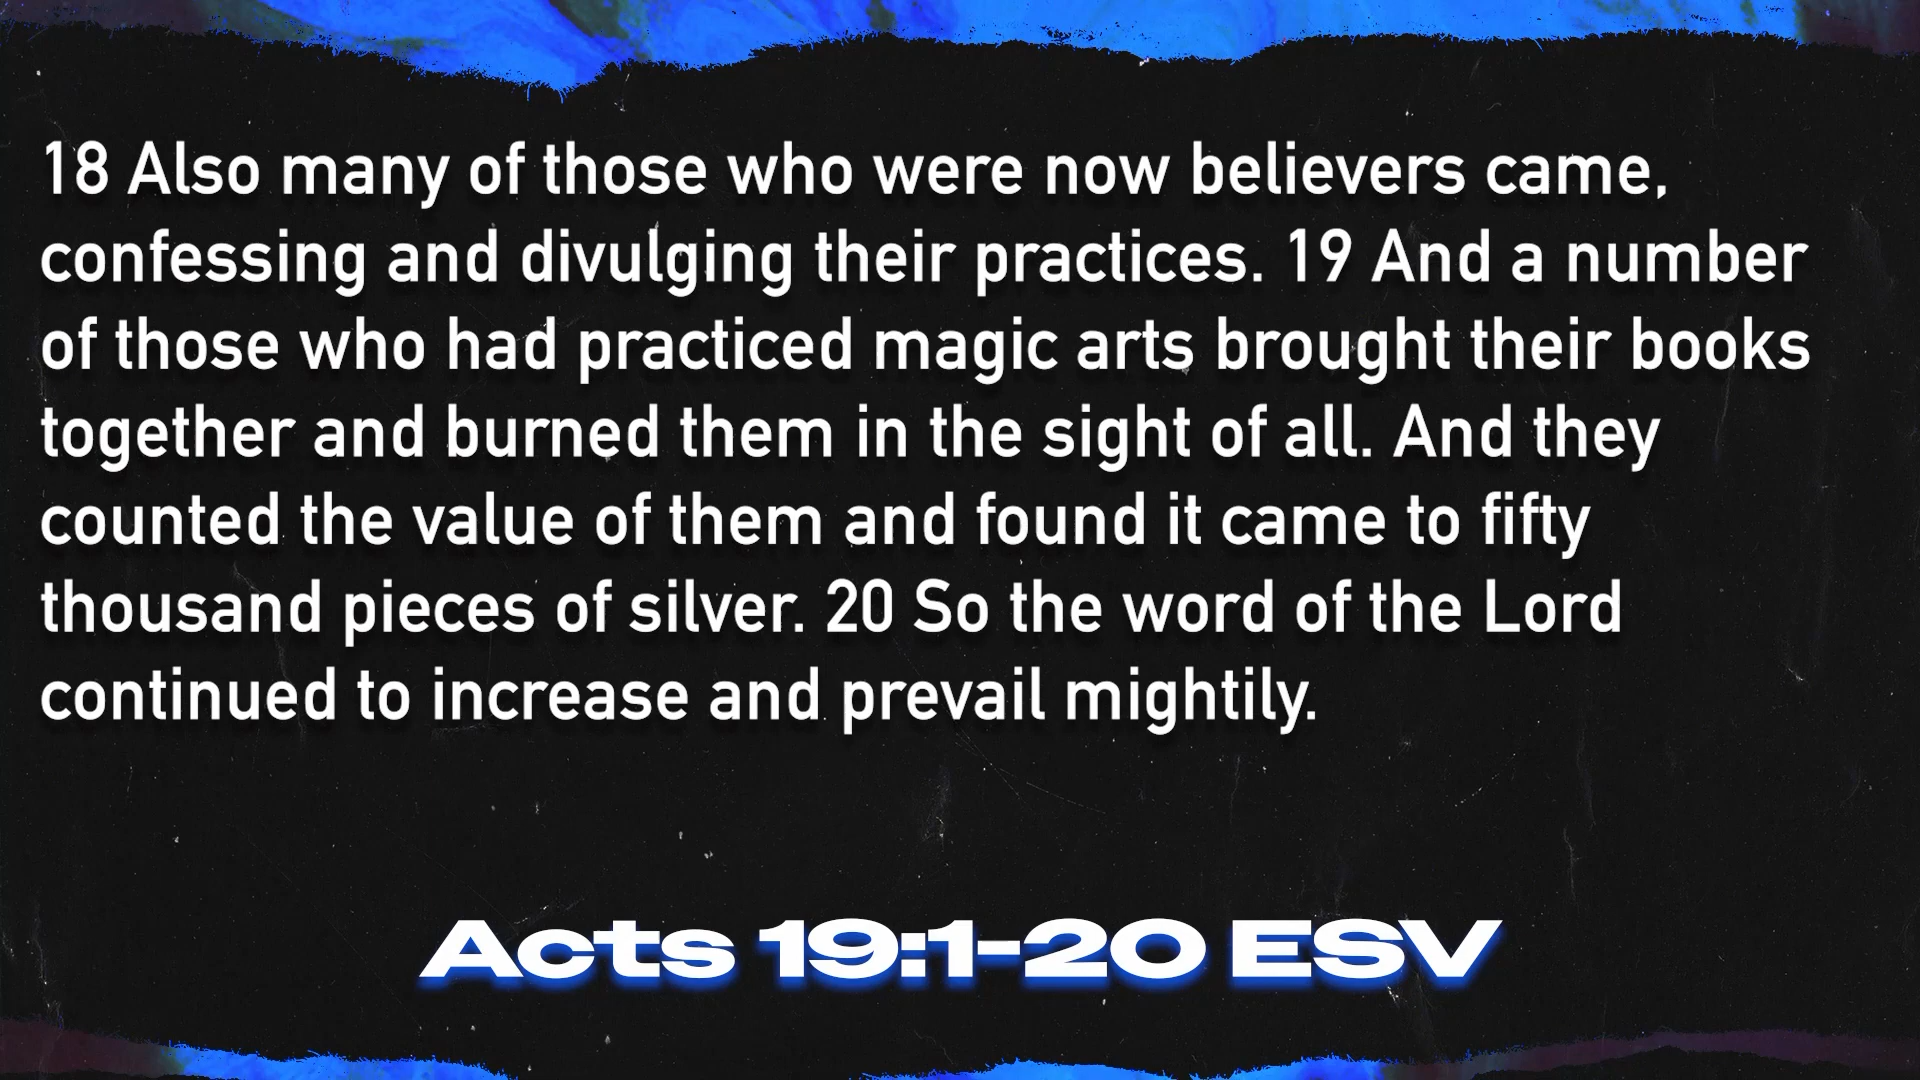 18 Also many of those who were now believers came,
confessing and divulging their practices. 19 And a number
of those who had practiced magic arts brought their books
together and burned them in the sight of all. And they
counted the value of them and found it came to fifty
thousand pieces of silver. 20 So the word of the Lord
continued to increase and prevail mightily.
Acts 19:1-20 ESV